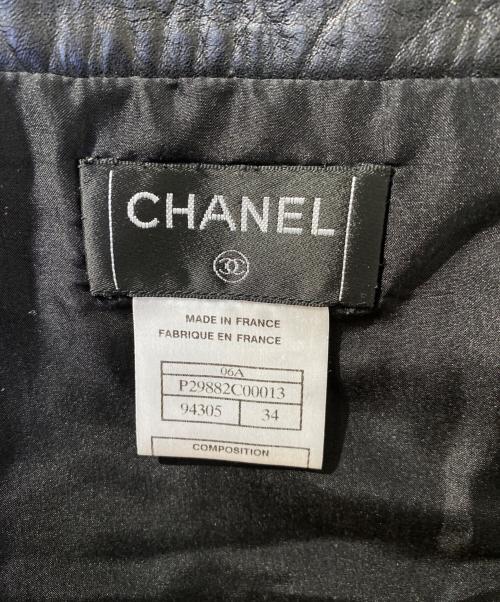 CHANEL
MADE IN FRANCE
FABRIQUE EN FRANCE
06A
P29882C00013
94305 34
COMPOSITION